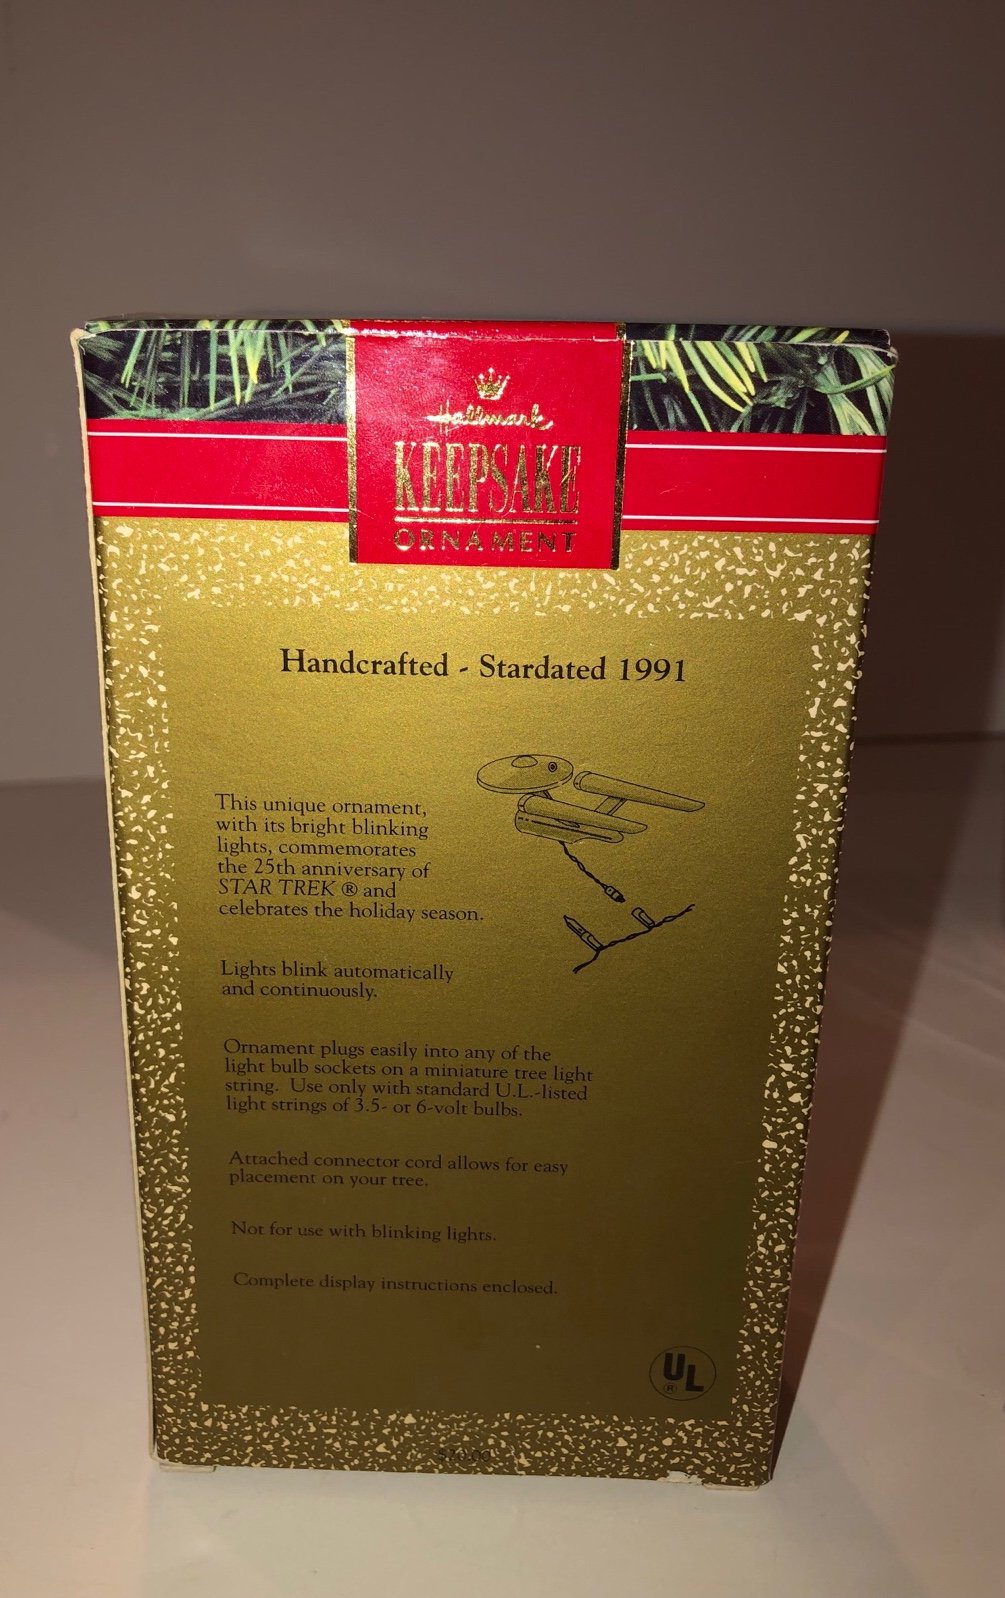 Hallmark
KEEPSAKE
ORNAMENT
Handcrafted - Stardated 1991
This unique ornament,
with its bright blinking
lights, commemorates
the 25th anniversary of
STAR TREK ® and
celebrates the holiday season.
Lights blink automatically
and continuously.
Ornament plugs easily into any of the
light bulb sockets on a miniature tree light
string. Use only with standard U.L.-listed
light strings of 3.5- or 6-volt bulbs.
Attached connector cord allows for easy
placement on your tree.
Not for use with blinking lights.
Complete display instructions enclosed.
UL
®
$20.00